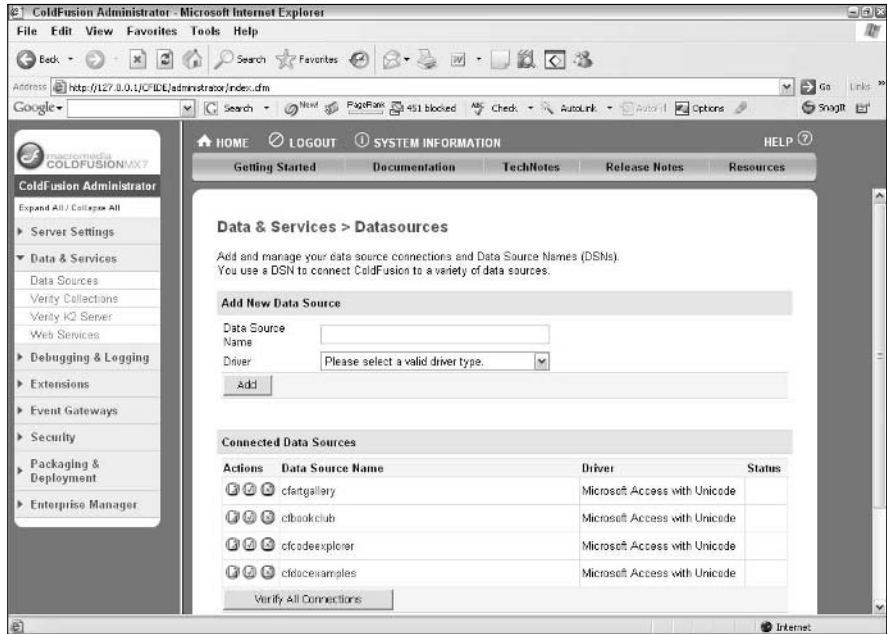 ColdFusion Administrator - Microsoft Internet Explorer
File Edit View Favorites Tools Help
Back Search Favorites
Address http://127.0.0.1/CFIDE/administrator/index.cfm Go Links »
Google Search New! PageRank 451 blocked ABC Check AutoLink AutoFill Options SnagIt
macromedia
COLDFUSION MX7
ColdFusion Administrator
Expand All / Collapse All
Server Settings
Data & Services
Data Sources
Verity Collections
Verity K2 Server
Web Services
Debugging & Logging
Extensions
Event Gateways
Security
Packaging &
Deployment
Enterprise Manager
HOME LOGOUT SYSTEM INFORMATION HELP ?
Getting Started Documentation TechNotes Release Notes Resources
Data & Services > Datasources
Add and manage your data source connections and Data Source Names (DSNs).
You use a DSN to connect ColdFusion to a variety of data sources.
Add New Data Source
Data Source
Name
Driver Please select a valid driver type.
Add
Connected Data Sources
Actions Data Source Name Driver Status
cfartgallery Microsoft Access with Unicode
cfbookclub Microsoft Access with Unicode
cfcodeexplorer Microsoft Access with Unicode
cfdocexamples Microsoft Access with Unicode
Verify All Connections
Internet